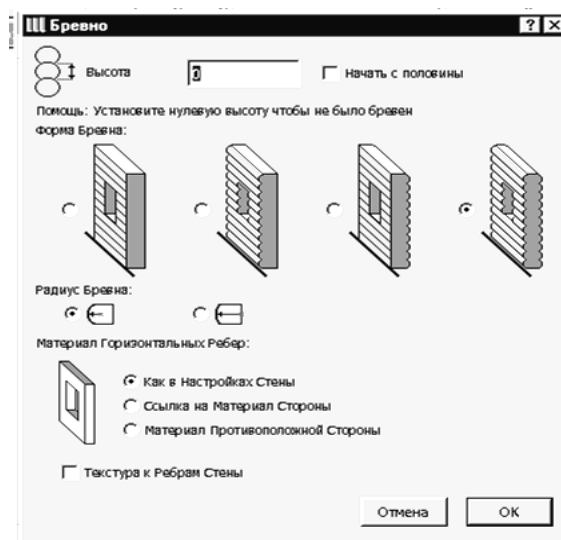 Бревно
Высота 0 Начать с половины
Помощь: Установите нулевую высоту чтобы не было бревен
Форма Бревна:
Радиус Бревна:
Материал Горизонтальных Ребер:
Как в Настройках Стены
Ссылка на Материал Стороны
Материал Противоположной Стороны
Текстура к Ребрам Стены
Отмена OK